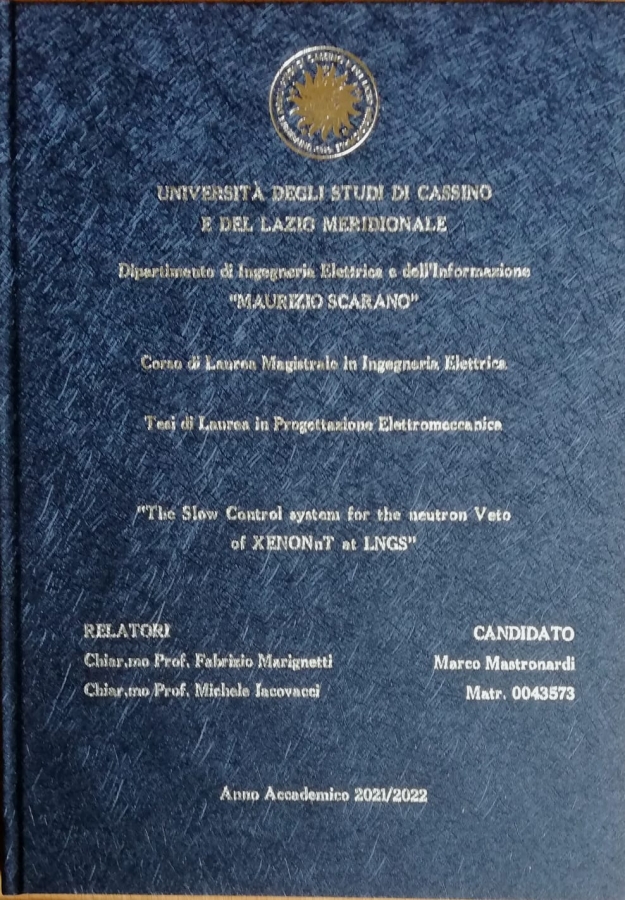 UNIVERSITÀ DEGLI STUDI DI CASSINO
E DEL LAZIO MERIDIONALE
Dipartimento di Ingegneria Elettrica e dell'Informazione
"MAURIZIO SCARANO"
Corso di Laurea Magistrale in Ingegneria Elettrica
Tesi di Laurea in Progettazione Elettromeccanica
"The Slow Control system for the neutron Veto
of XENONnT at LNGS"
RELATORI
Chiar.mo Prof. Fabrizio Marignetti
Chiar.mo Prof. Michele Iacovacci
CANDIDATO
Marco Mastronardi
Matr. 0043573
Anno Accademico 2021/2022